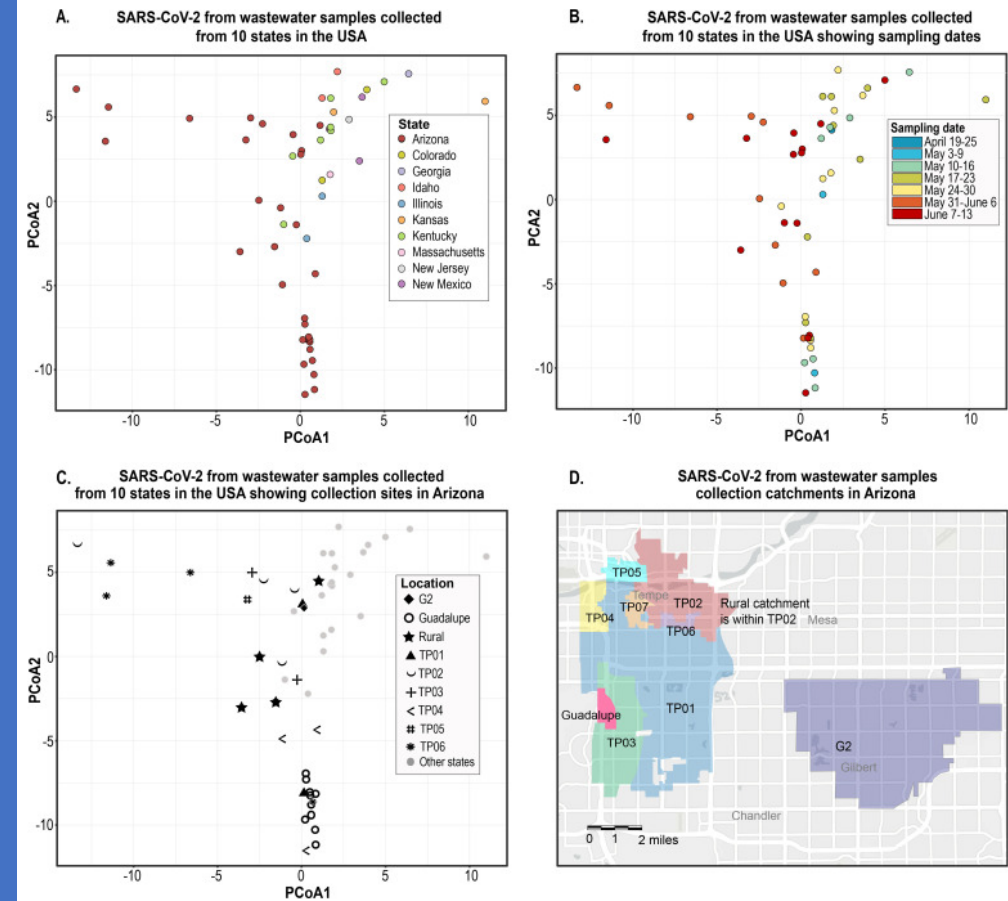 A.
SARS-CoV-2 from wastewater samples collected
from 10 states in the USA
5
0
-5
-10
PCoA2
-10
-5
0
5
10
PCoA1
State
Arizona
Colorado
Georgia
Idaho
Illinois
Kansas
Kentucky
Massachusetts
New Jersey
New Mexico
B.
SARS-CoV-2 from wastewater samples collected
from 10 states in the USA showing sampling dates
5
0
-5
-10
PCA2
-10
-5
0
5
10
PCoA1
Sampling date
April 19-25
May 3-9
May 10-16
May 17-23
May 24-30
May 31-June 6
June 7-13
C.
SARS-CoV-2 from wastewater samples collected
from 10 states in the USA showing collection sites in Arizona
5
0
-5
-10
PCoA2
-10
-5
0
5
10
PCoA1
Location
G2
Guadalupe
Rural
TP01
TP02
TP03
TP04
TP05
TP06
Other states
D.
SARS-CoV-2 from wastewater samples
collection catchments in Arizona
TP05
Tempe
TP04
TP07
TP02
Rural catchment
is within TP02
Mesa
TP06
Guadalupe
TP01
TP03
G2
Gilbert
Chandler
0 1 2 miles